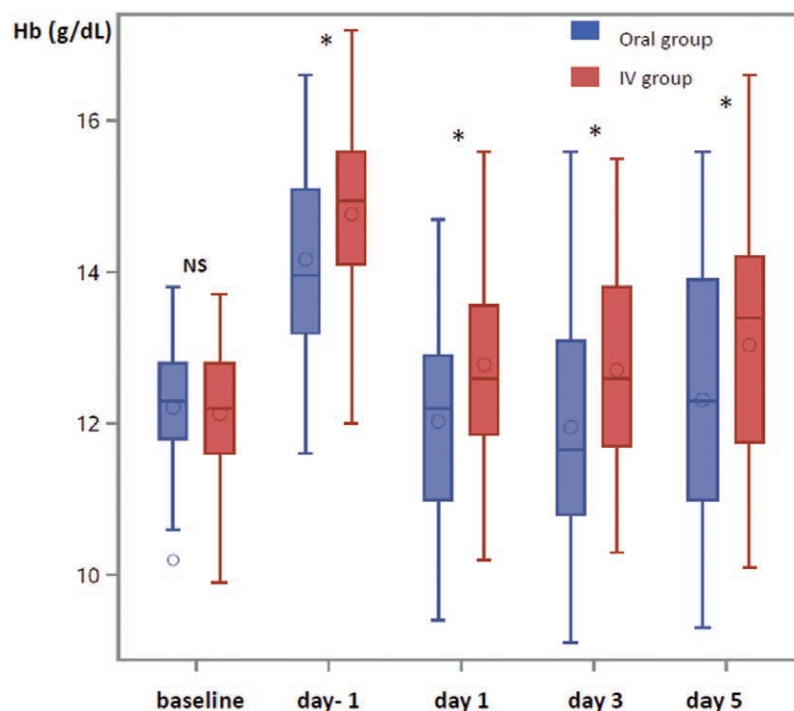 Hb (g/dL)
Oral group
IV group
*
*
*
*
NS
16
14
12
10
baseline
day- 1
day 1
day 3
day 5